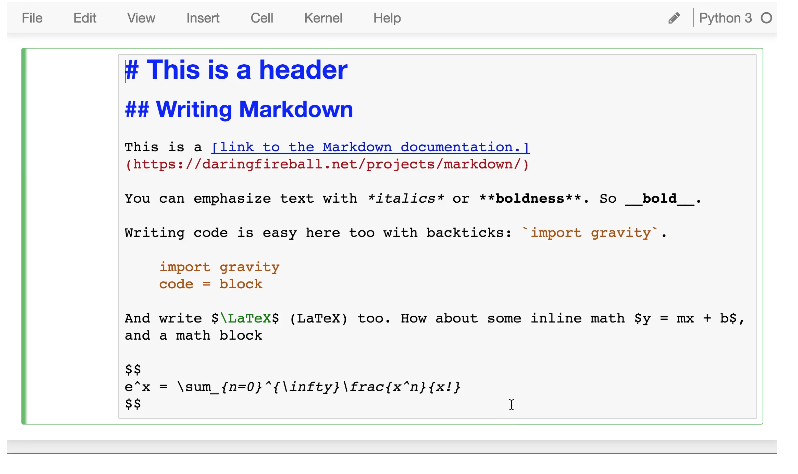 File Edit View Insert Cell Kernel Help Python 3
# This is a header
## Writing Markdown
This is a [link to the Markdown documentation.]
(https://daringfireball.net/projects/markdown/)
You can emphasize text with *italics* or **boldness**. So __bold__.
Writing code is easy here too with backticks: `import gravity`.
import gravity
code = block
And write $\LaTeX$ (LaTeX) too. How about some inline math $y = mx + b$,
and a math block
$$
e^x = \sum_{n=0}^{\infty}\frac{x^n}{x!}
$$